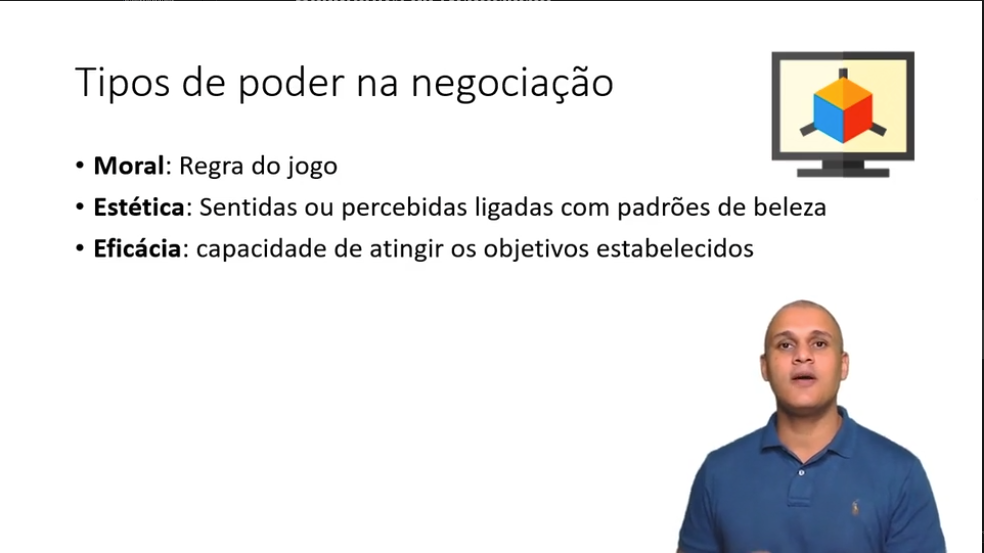 Tipos de poder na negociação
• Moral: Regra do jogo
• Estética: Sentidas ou percebidas ligadas com padrões de beleza
• Eficácia: capacidade de atingir os objetivos estabelecidos